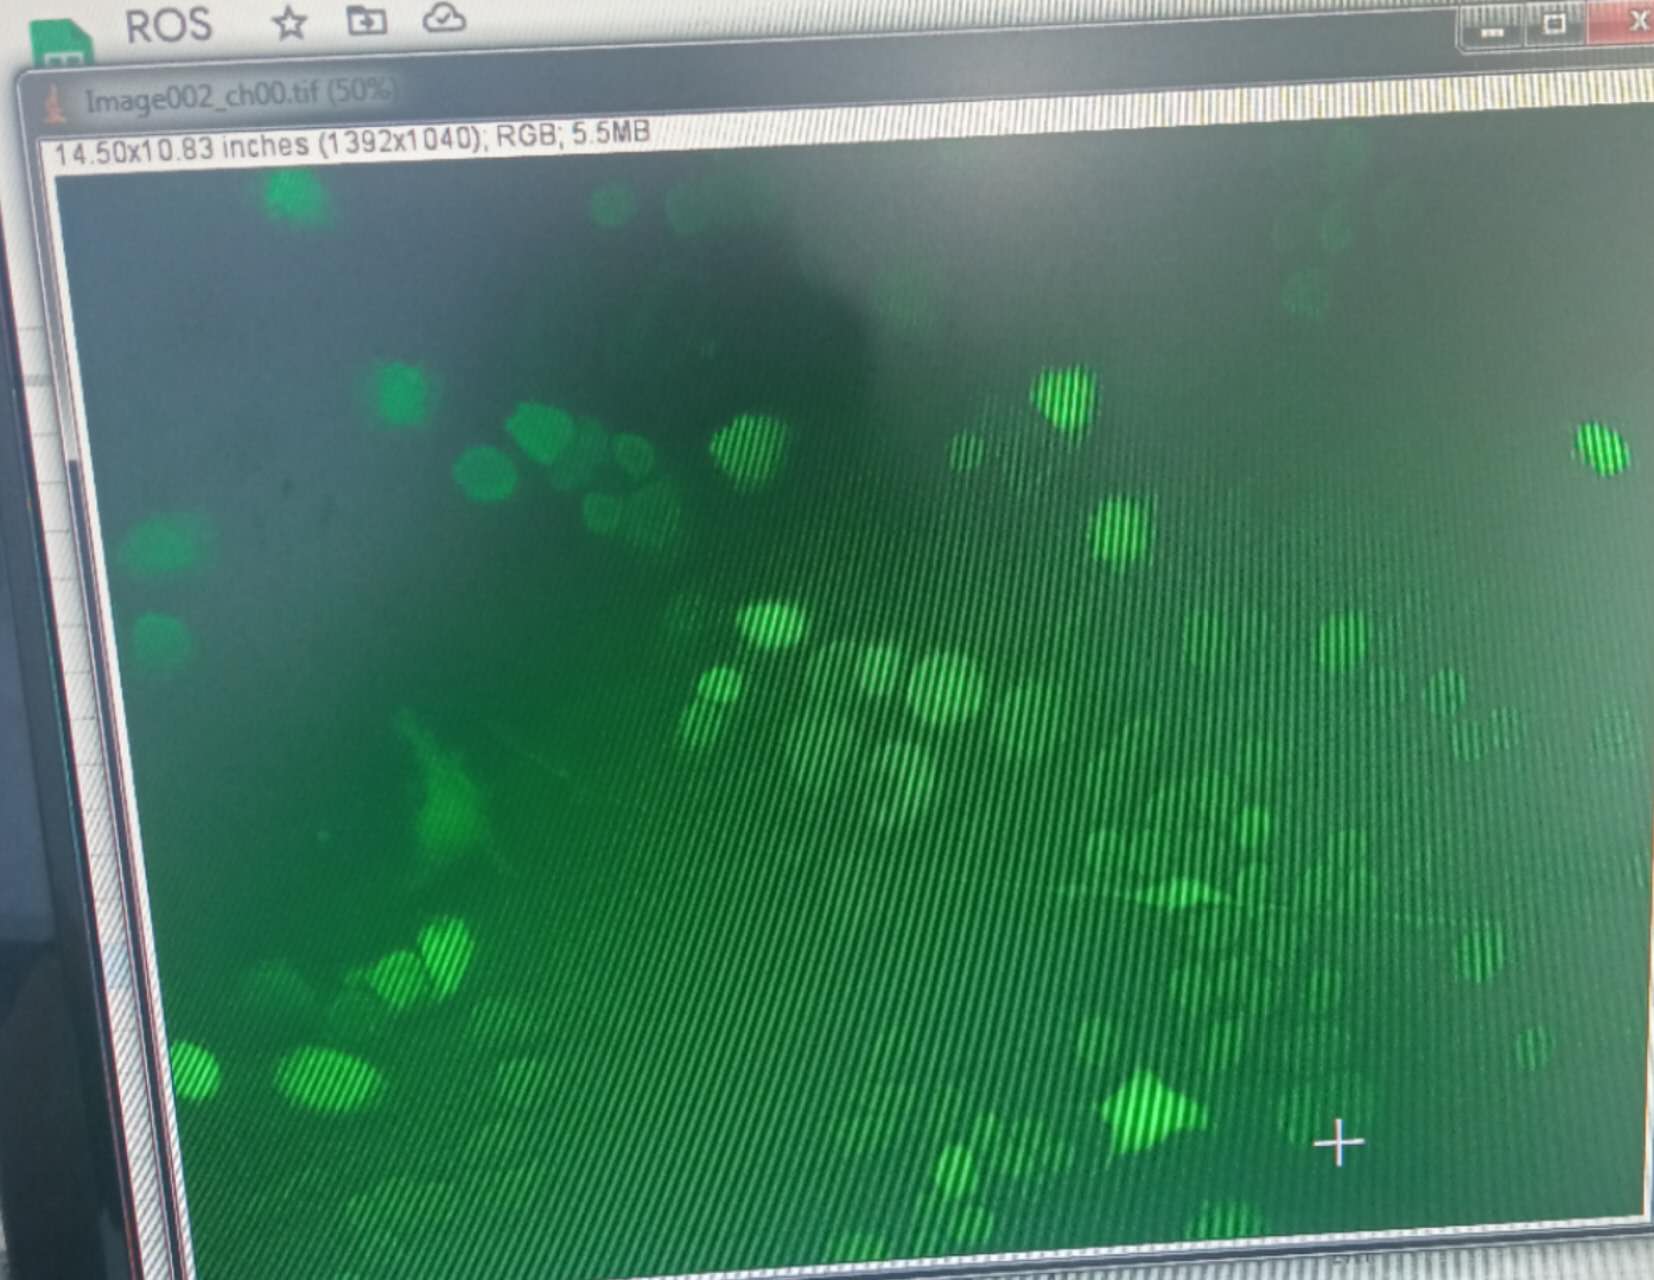 ROS
Image002_ch00.tif (50%)
14.50x10.83 inches (1392x1040); RGB; 5.5MB